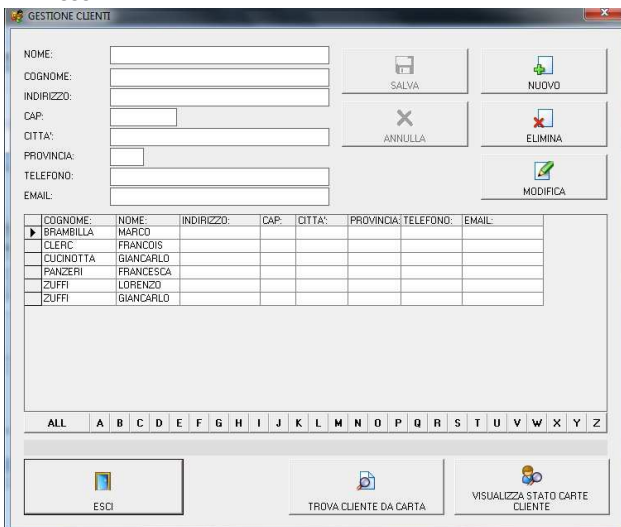 GESTIONE CLIENTI
NOME:
SALVA
NUOVO
COGNOME:
INDIRIZZO:
CAP:
ANNULLA
ELIMINA
CITTA':
PROVINCIA:
TELEFONO:
MODIFICA
EMAIL:
COGNOME: NOME: INDIRIZZO: CAP: CITTA': PROVINCIA: TELEFONO: EMAIL:
BRAMBILLA MARCO
CLERC FRANCOIS
CUCINOTTA GIANCARLO
PANZERI FRANCESCA
ZUFFI LORENZO
ZUFFI GIANCARLO
ALL A B C D E F G H I J K L M N O P Q R S T U V W X Y Z
ESCI
TROVA CLIENTE DA CARTA
VISUALIZZA STATO CARTE
CLIENTE